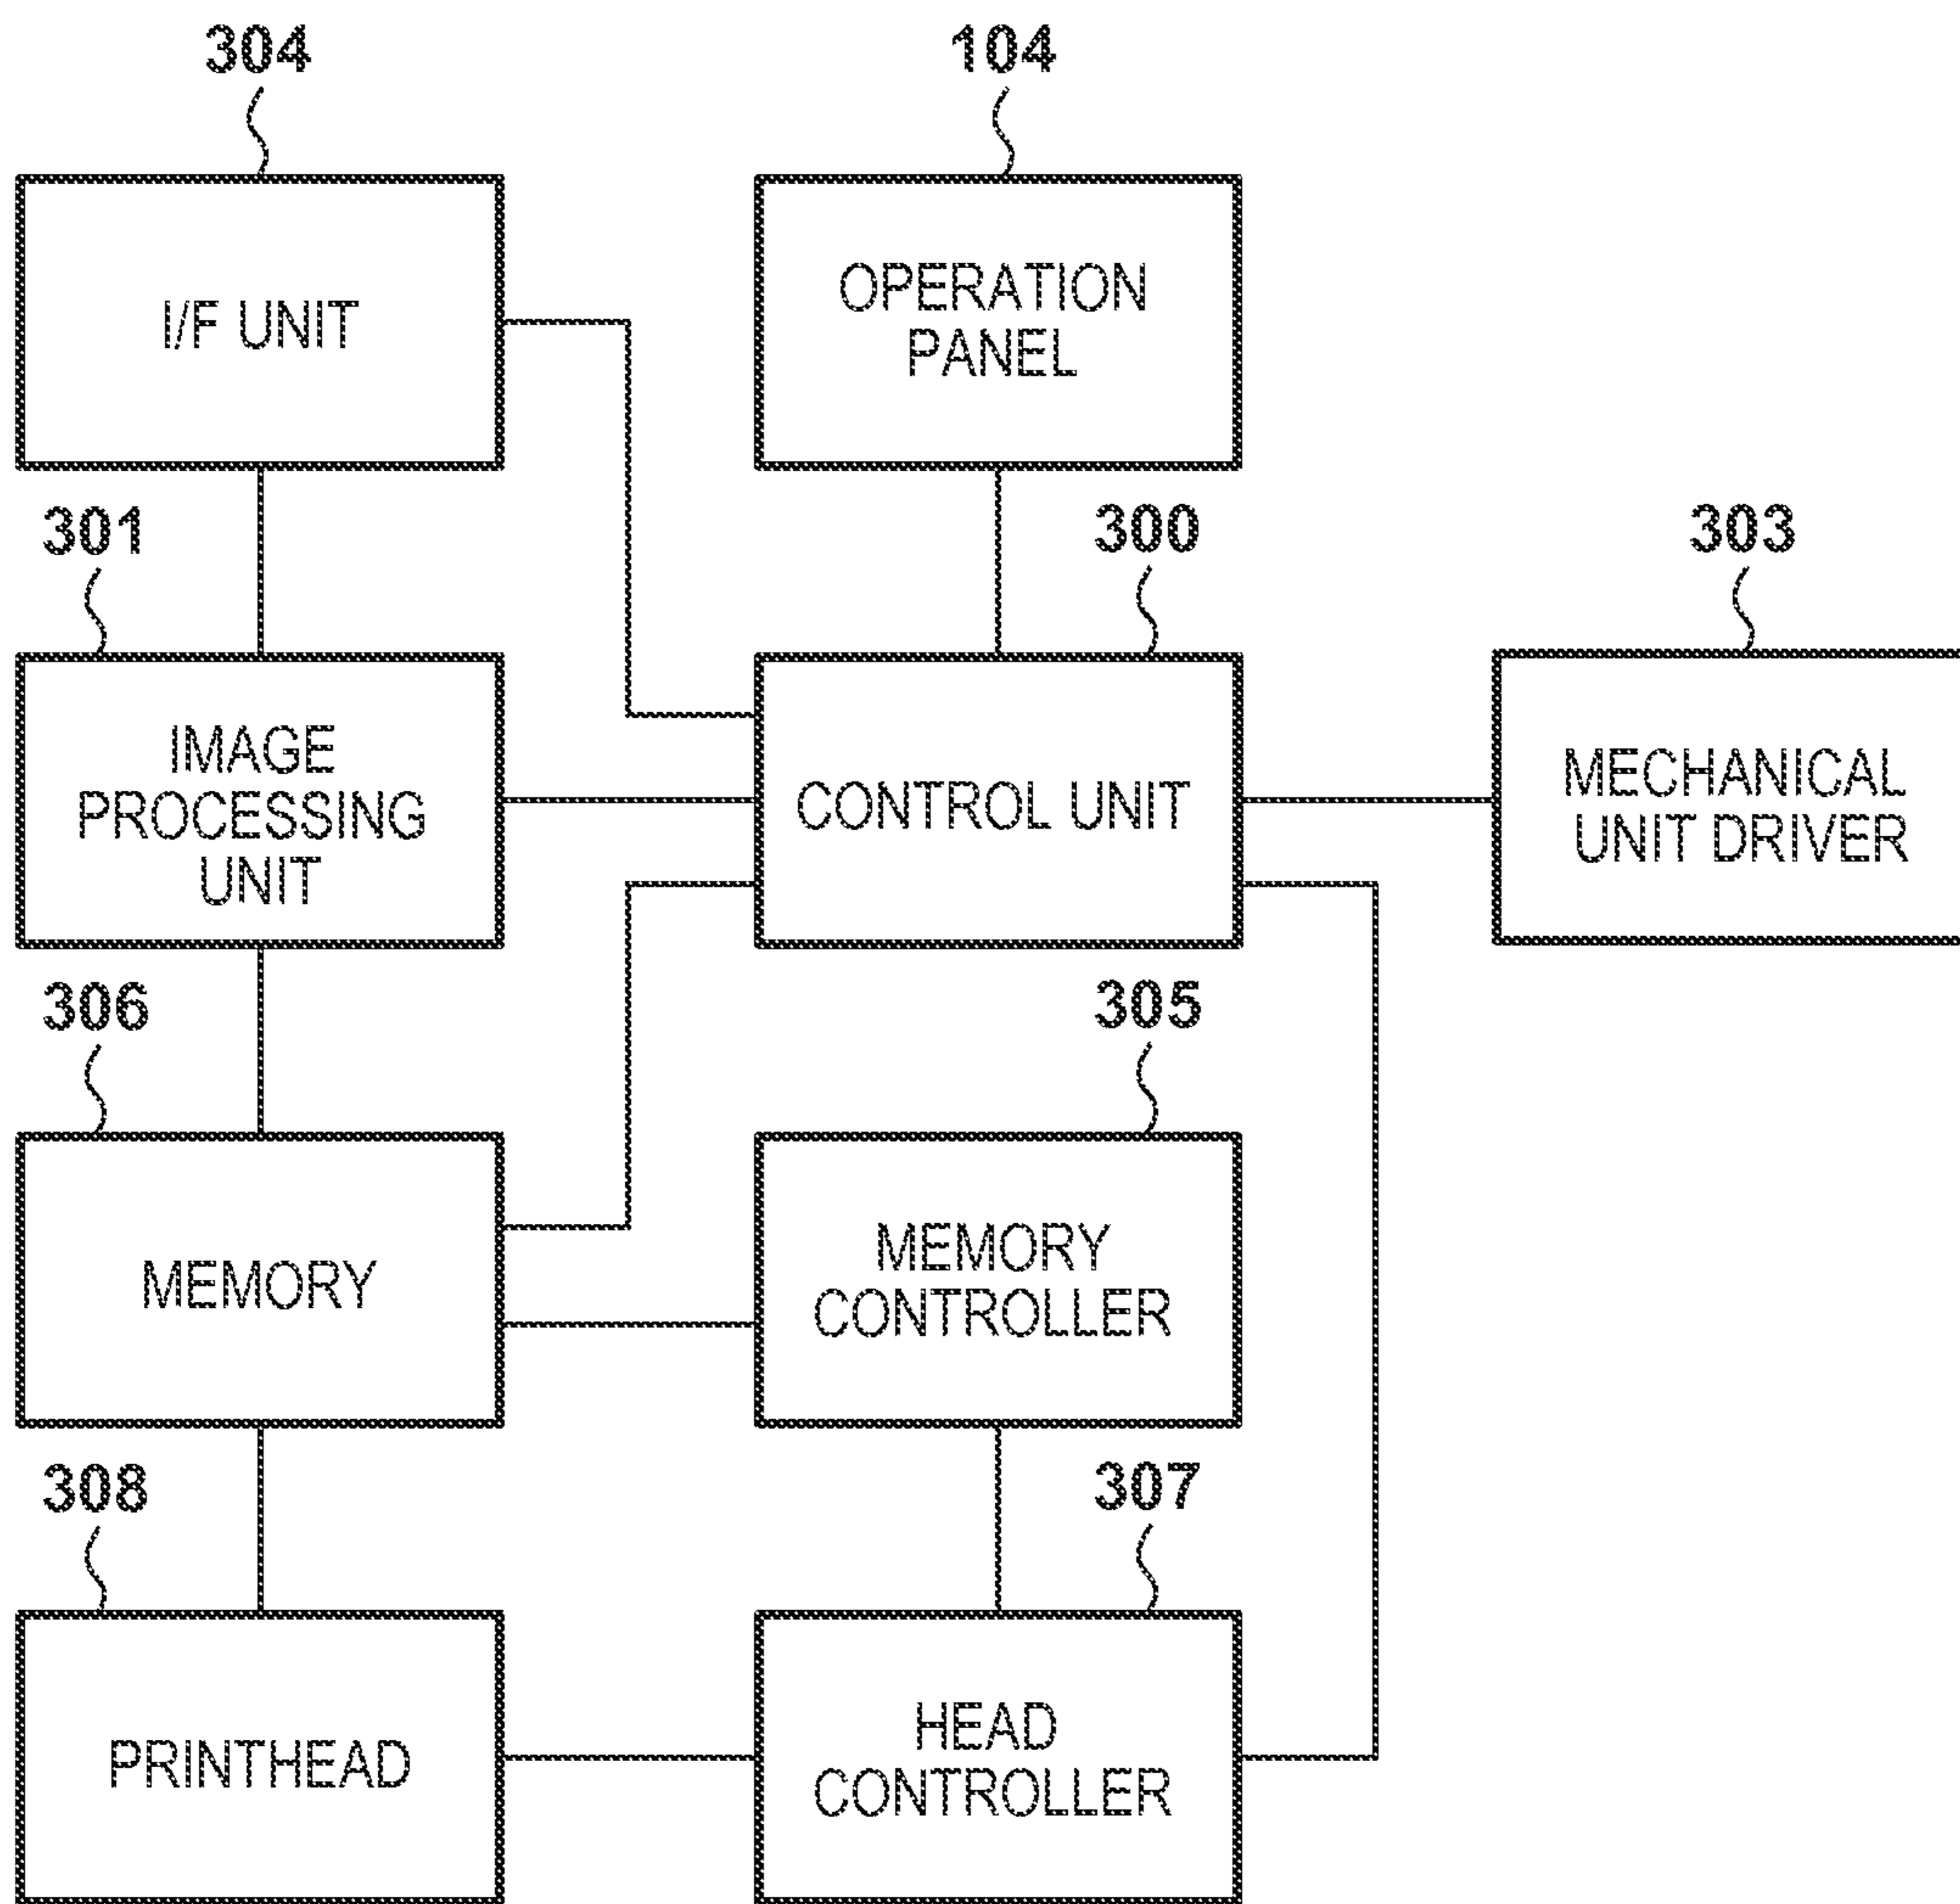 304
104
I/F UNIT
OPERATION
PANEL
301
300
303
IMAGE
PROCESSING
UNIT
CONTROL UNIT
MECHANICAL
UNIT DRIVER
306
305
MEMORY
MEMORY
CONTROLLER
308
307
PRINTHEAD
HEAD
CONTROLLER